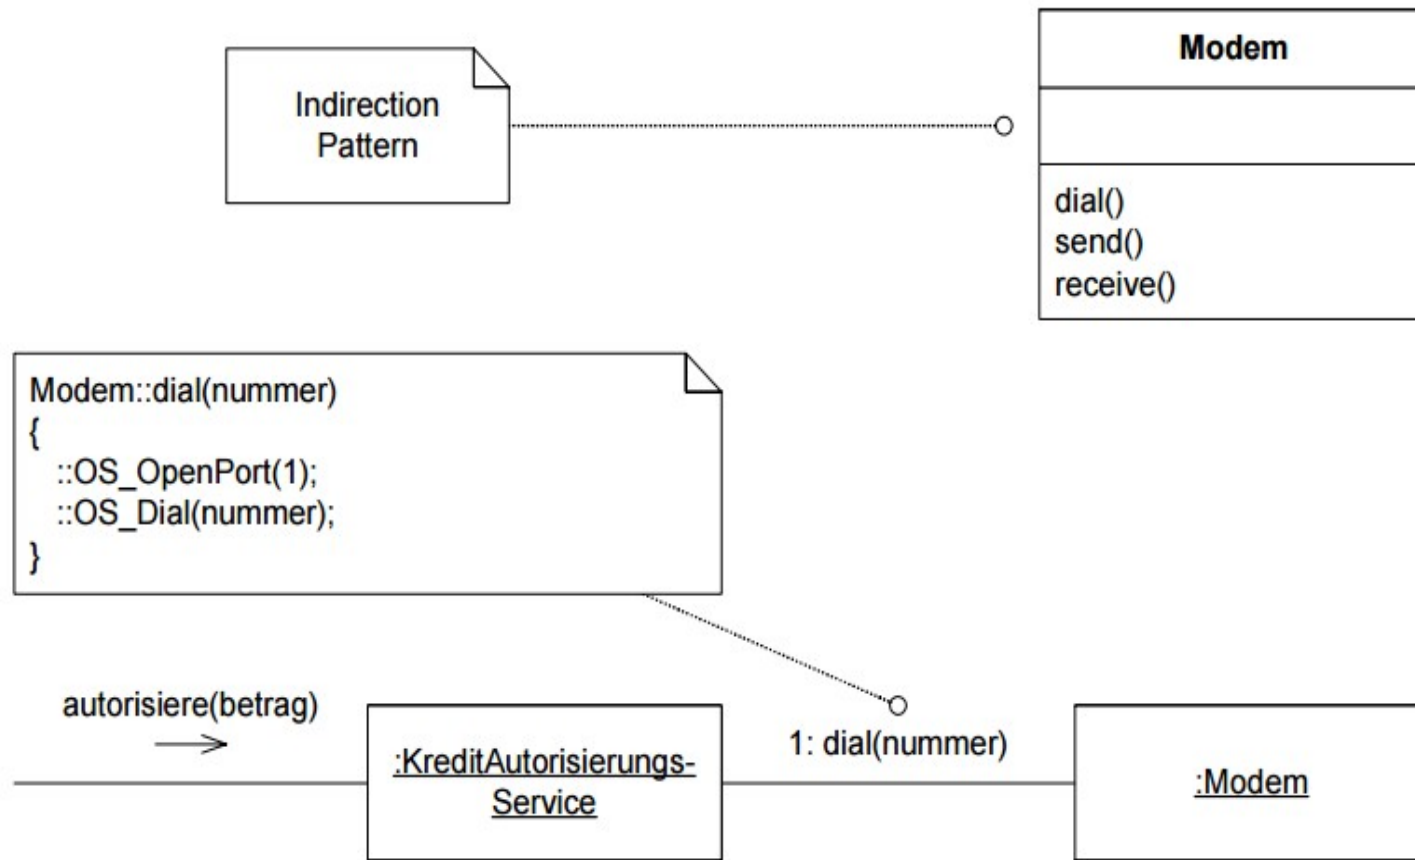 Indirection
Pattern
Modem
dial()
send()
receive()
Modem::dial(nummer)
{
::OS_OpenPort(1);
::OS_Dial(nummer);
}
autorisiere(betrag)
:KreditAutorisierungs-
Service
1: dial(nummer)
:Modem